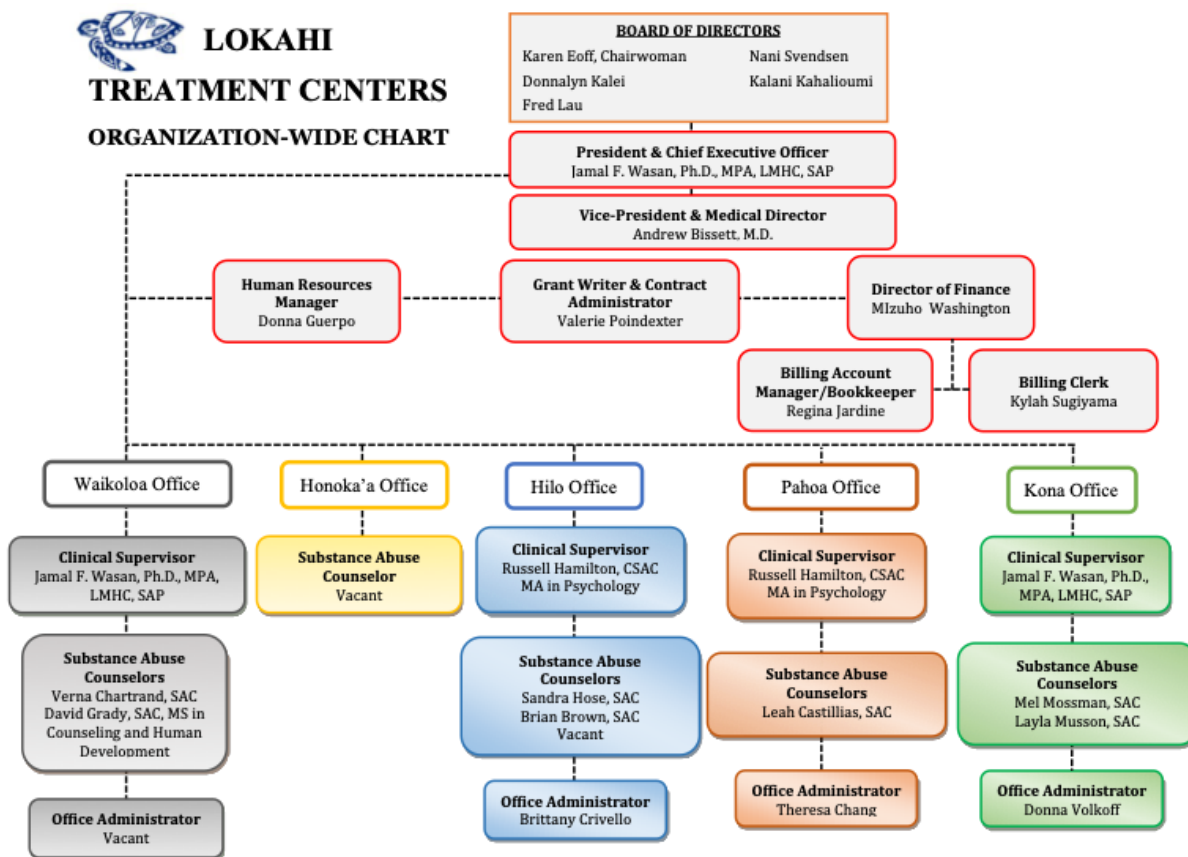 LOKAHI
TREATMENT CENTERS
ORGANIZATION-WIDE CHART
BOARD OF DIRECTORS
Karen Eoff, Chairwoman
Nani Svendsen
Donnalyn Kalei
Kalani Kahalioumi
Fred Lau
President & Chief Executive Officer
Jamal F. Wasan, Ph.D., MPA, LMHC, SAP
Vice-President & Medical Director
Andrew Bissett, M.D.
Human Resources
Manager
Donna Guerpo
Grant Writer & Contract
Administrator
Valerie Poindexter
Director of Finance
MIzuho Washington
Billing Account
Manager/Bookkeeper
Regina Jardine
Billing Clerk
Kylah Sugiyama
Waikoloa Office
Honoka'a Office
Hilo Office
Pahoa Office
Kona Office
Clinical Supervisor
Jamal F. Wasan, Ph.D., MPA,
LMHC, SAP
Substance Abuse
Counselor
Vacant
Clinical Supervisor
Russell Hamilton, CSAC
MA in Psychology
Clinical Supervisor
Russell Hamilton, CSAC
MA in Psychology
Clinical Supervisor
Jamal F. Wasan, Ph.D.,
MPA, LMHC, SAP
Substance Abuse
Counselors
Verna Chartrand, SAC
David Grady, SAC, MS in
Counseling and Human
Development
Substance Abuse
Counselors
Sandra Hose, SAC
Brian Brown, SAC
Vacant
Substance Abuse
Counselors
Leah Castillias, SAC
Substance Abuse
Counselors
Mel Mossman, SAC
Layla Musson, SAC
Office Administrator
Vacant
Office Administrator
Brittany Crivello
Office Administrator
Theresa Chang
Office Administrator
Donna Volkoff